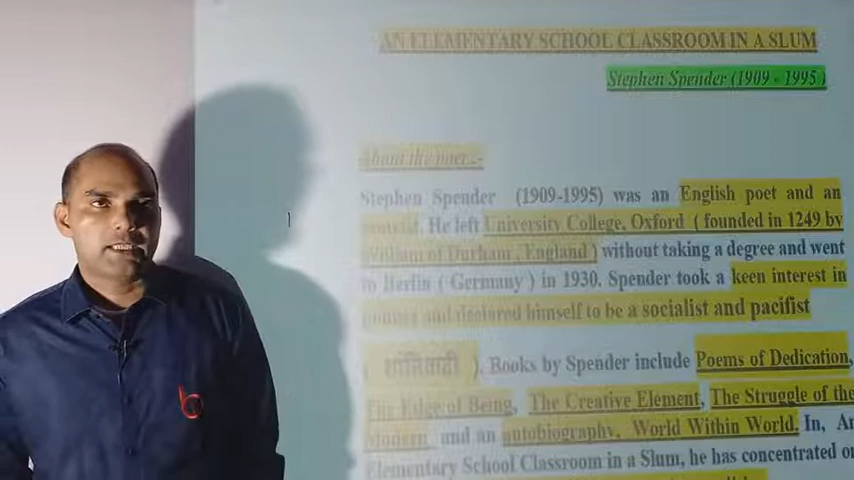 AN ELEMENTARY SCHOOL CLASSROOM IN A SLUM
Stephen Spender (1909 - 1995)
About the poet :-
Stephen Spender (1909-1995) was an English poet and an
essayist. He left University College, Oxford (founded in 1249 by
William of Durham, England) without taking a degree and went
to Berlin (Germany) in 1930. Spender took a keen interest in
politics and declared himself to be a socialist and pacifist
Books by Spender include Poems of Dedication,
The Edge of Being, The Creative Element, The Struggle of the
Modern and an autobiography, World Within World. In, An
Elementary School Classroom in a Slum, he has concentrated on